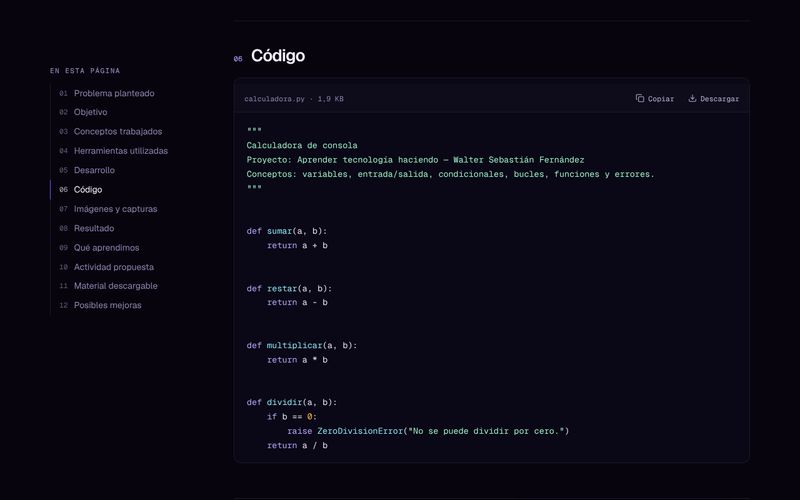 EN ESTA PÁGINA
01 Problema planteado
02 Objetivo
03 Conceptos trabajados
04 Herramientas utilizadas
05 Desarrollo
06 Código
07 Imágenes y capturas
08 Resultado
09 Qué aprendimos
10 Actividad propuesta
11 Material descargable
12 Posibles mejoras
06 Código
calculadora.py · 1,9 KB Copiar Descargar
"""
Calculadora de consola
Proyecto: Aprender tecnología haciendo — Walter Sebastián Fernández
Conceptos: variables, entrada/salida, condicionales, bucles, funciones y errores.
"""
def sumar(a, b):
    return a + b
def restar(a, b):
    return a - b
def multiplicar(a, b):
    return a * b
def dividir(a, b):
    if b == 0:
        raise ZeroDivisionError("No se puede dividir por cero.")
    return a / b